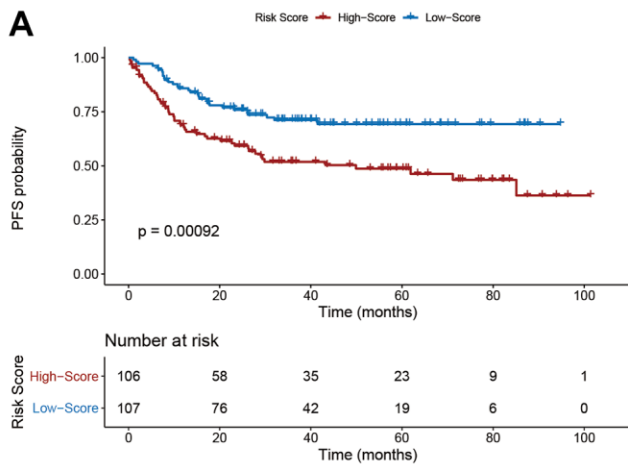 A
Risk Score High-Score Low-Score
1.00
0.75
0.50
0.25
0.00
PFS probability
p = 0.00092
0 20 40 60 80 100
Time (months)
Number at risk
Risk Score
High-Score 106 58 35 23 9 1
Low-Score 107 76 42 19 6 0
0 20 40 60 80 100
Time (months)